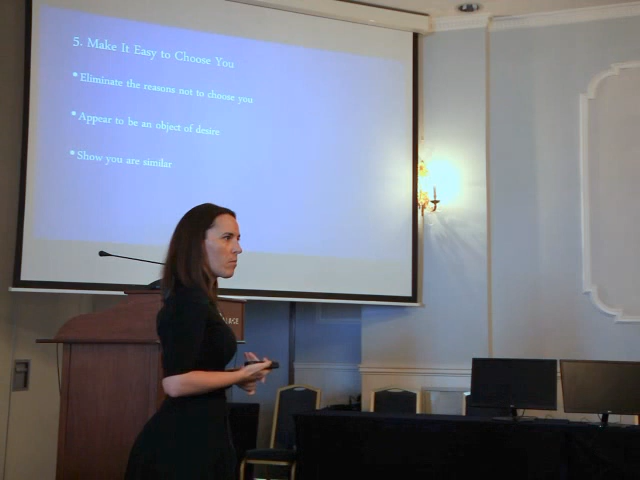 5. Make It Easy to Choose You
• Eliminate the reasons not to choose you
• Appear to be an object of desire
• Show you are similar